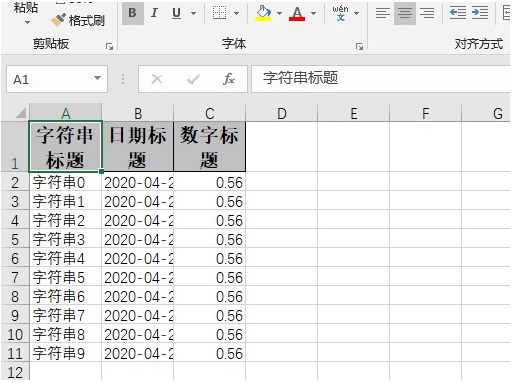 粘贴
格式刷
B I U A wén
剪贴板 字体 对齐方式
A1 fx 字符串标题
A B C D E F G
1 字符串 日期标 数字标
标题 题 题
2 字符串0 2020-04-2 0.56
3 字符串1 2020-04-2 0.56
4 字符串2 2020-04-2 0.56
5 字符串3 2020-04-2 0.56
6 字符串4 2020-04-2 0.56
7 字符串5 2020-04-2 0.56
8 字符串6 2020-04-2 0.56
9 字符串7 2020-04-2 0.56
10 字符串8 2020-04-2 0.56
11 字符串9 2020-04-2 0.56
12